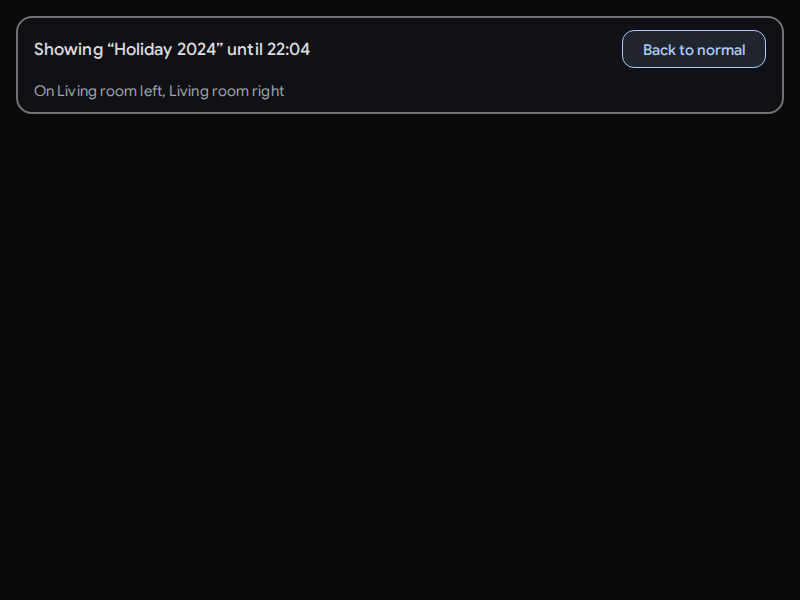 Showing “Holiday 2024” until 22:04
Back to normal
On Living room left, Living room right